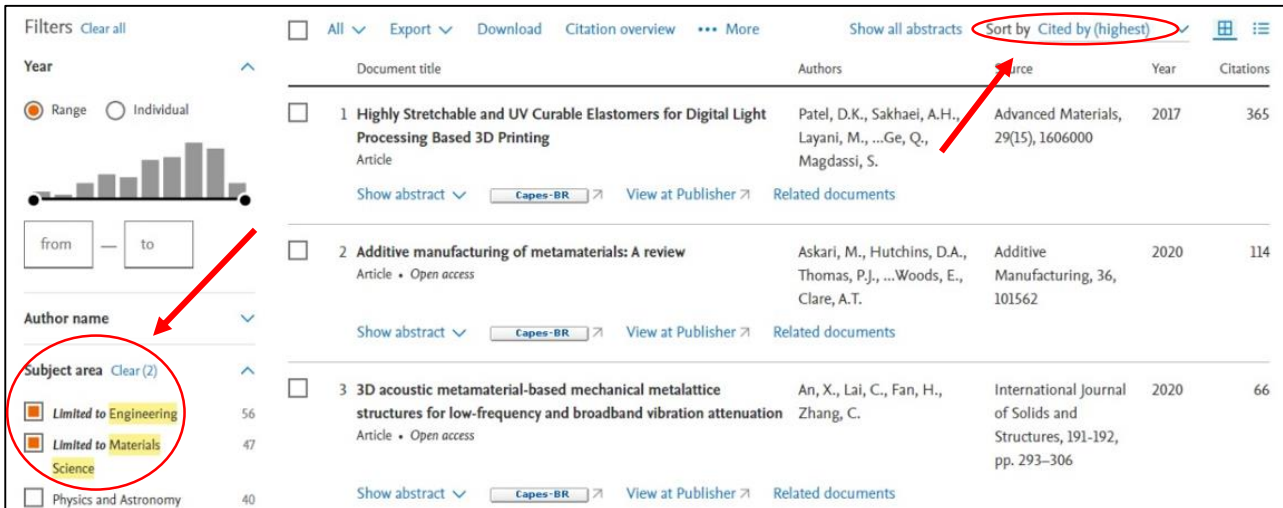 Filters Clear all
Year
Range Individual
from — to
Author name
Subject area Clear (2)
Limited to Engineering 56
Limited to Materials 47
Science
Physics and Astronomy 40
All Export Download Citation overview ••• More Show all abstracts Sort by Cited by (highest)
Document title Authors Source Year Citations
1 Highly Stretchable and UV Curable Elastomers for Digital Light Patel, D.K., Sakhaei, A.H., Advanced Materials, 2017 365
Processing Based 3D Printing Layani, M., ...Ge, Q., 29(15), 1606000
Article Magdassi, S.
Show abstract Capes-BR View at Publisher Related documents
2 Additive manufacturing of metamaterials: A review Askari, M., Hutchins, D.A., Additive 2020 114
Article • Open access Thomas, P.J., ...Woods, E., Manufacturing, 36,
Clare, A.T. 101562
Show abstract Capes-BR View at Publisher Related documents
3 3D acoustic metamaterial-based mechanical metalattice An, X., Lai, C., Fan, H., International Journal 2020 66
structures for low-frequency and broadband vibration attenuation Zhang, C. of Solids and
Article • Open access Structures, 191-192,
pp. 293–306
Show abstract Capes-BR View at Publisher Related documents